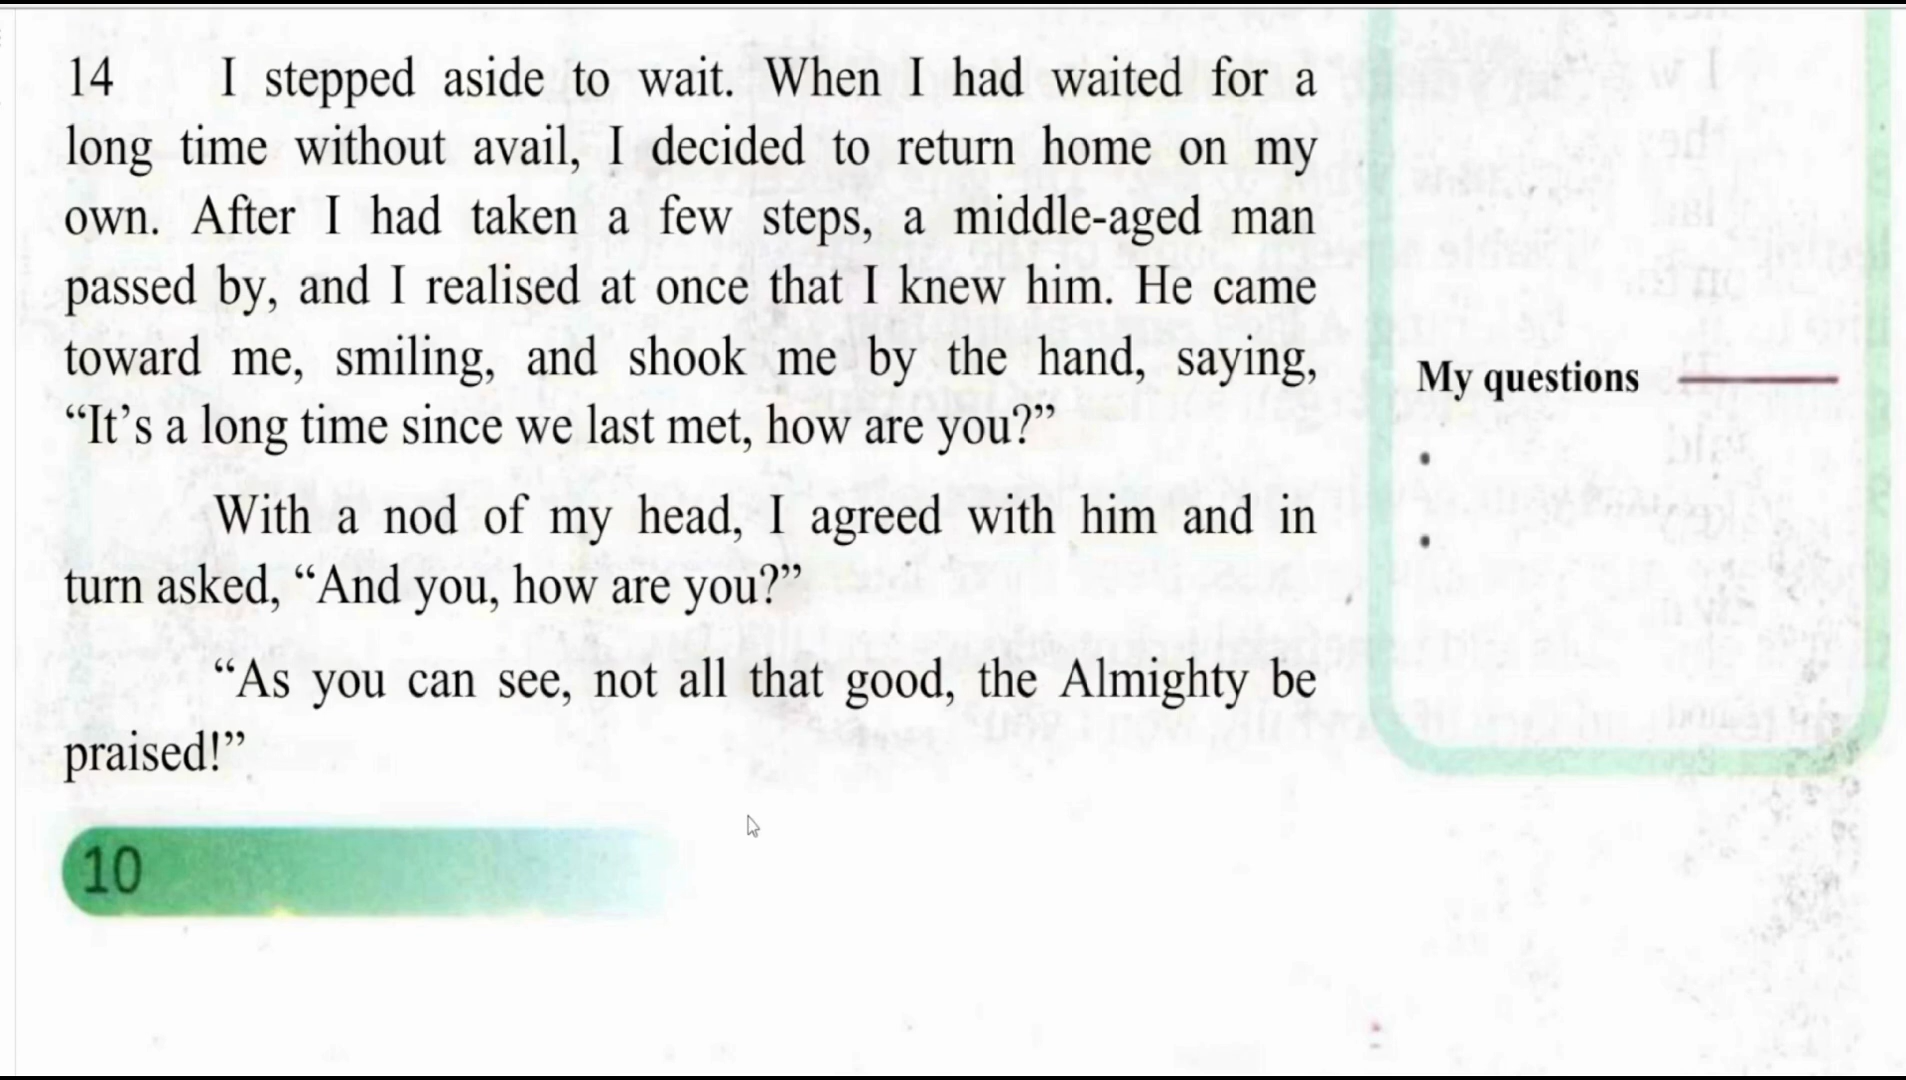 14 I stepped aside to wait. When I had waited for a
long time without avail, I decided to return home on my
own. After I had taken a few steps, a middle-aged man
passed by, and I realised at once that I knew him. He came
toward me, smiling, and shook me by the hand, saying,
“It’s a long time since we last met, how are you?”
With a nod of my head, I agreed with him and in
turn asked, “And you, how are you?”
“As you can see, not all that good, the Almighty be
praised!”
10
My questions
•
•